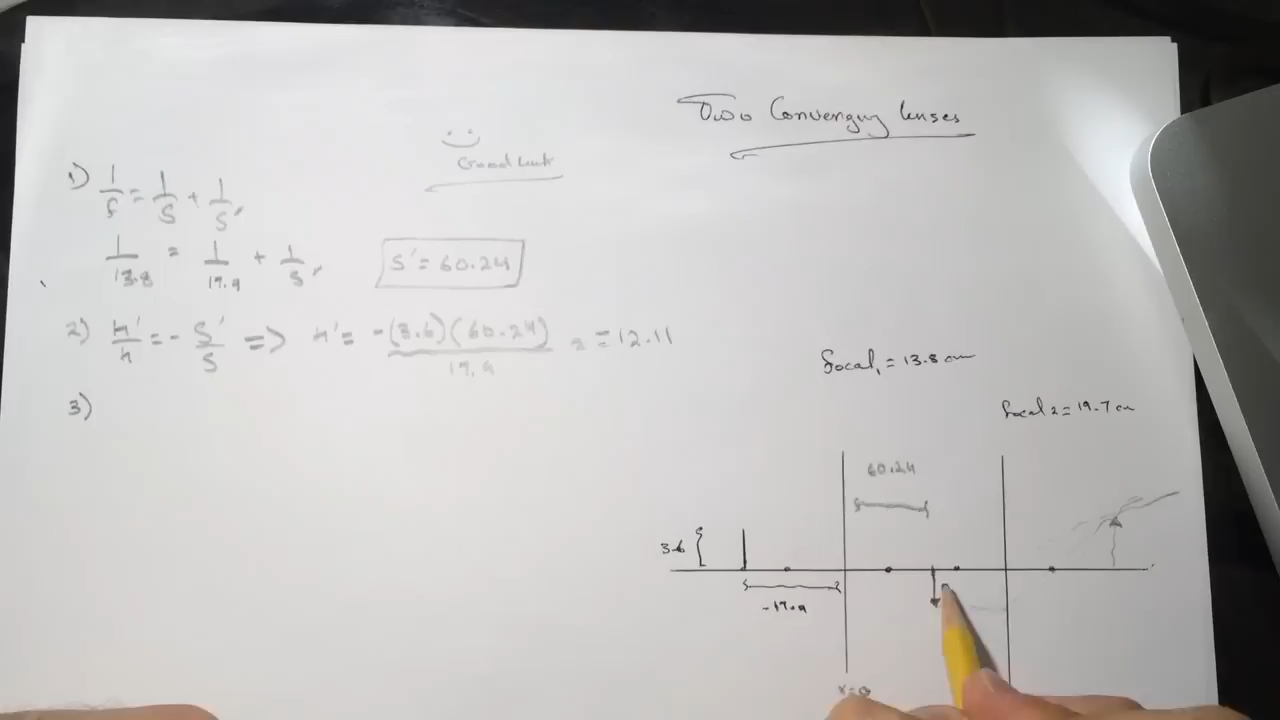 Two Converging lenses
Good Luck
1) 1/f = 1/S + 1/S'
1/13.8 = 1/17.9 + 1/S'
S' = 60.24
2) h'/h = - S'/S => h' = -(3.6)(60.24)/17.9 = = 12.11
3)
focal1 = 13.8 cm
focal2 = 19.7 cm
60.24
3.6
-17.9
x=0